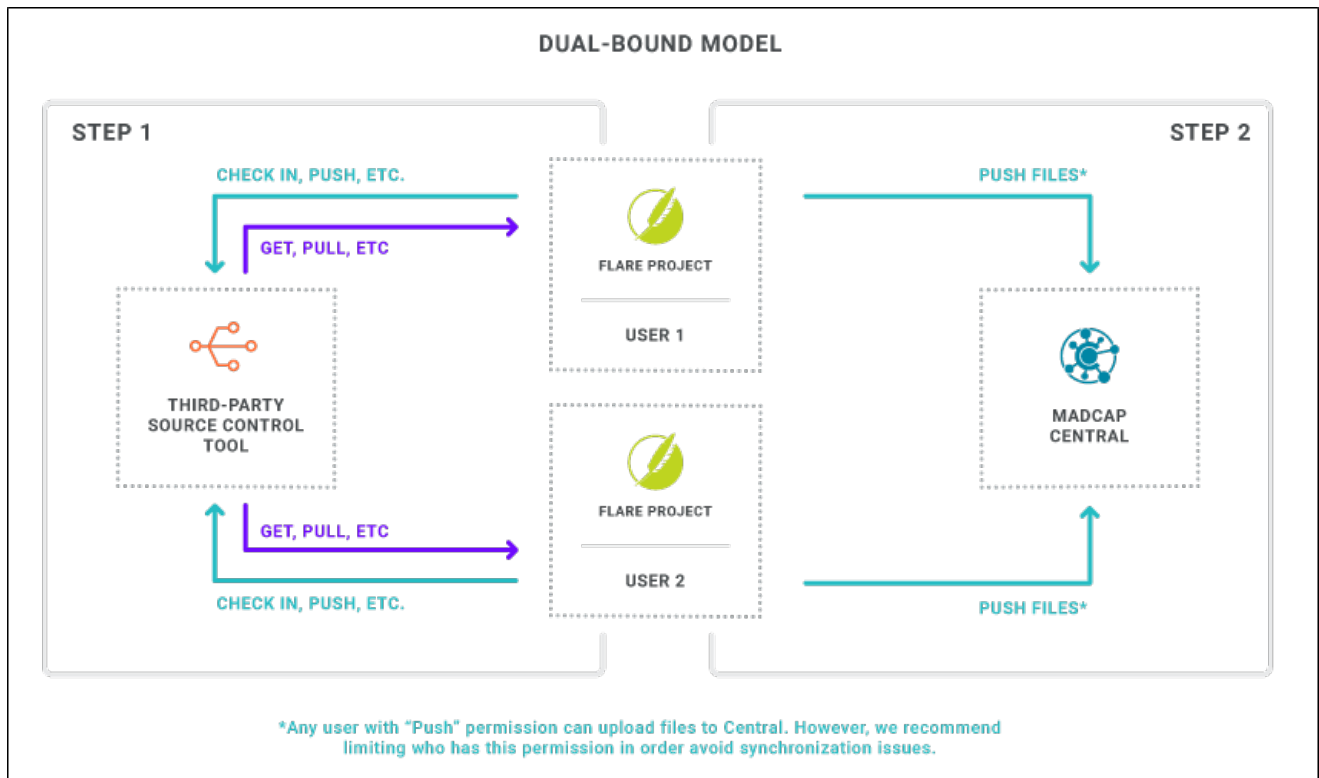 DUAL-BOUND MODEL
STEP 1
STEP 2
CHECK IN, PUSH, ETC.
GET, PULL, ETC
FLARE PROJECT
USER 1
PUSH FILES*
THIRD-PARTY
SOURCE CONTROL
TOOL
MADCAP
CENTRAL
FLARE PROJECT
USER 2
GET, PULL, ETC
CHECK IN, PUSH, ETC.
PUSH FILES*
*Any user with “Push” permission can upload files to Central. However, we recommend
limiting who has this permission in order avoid synchronization issues.